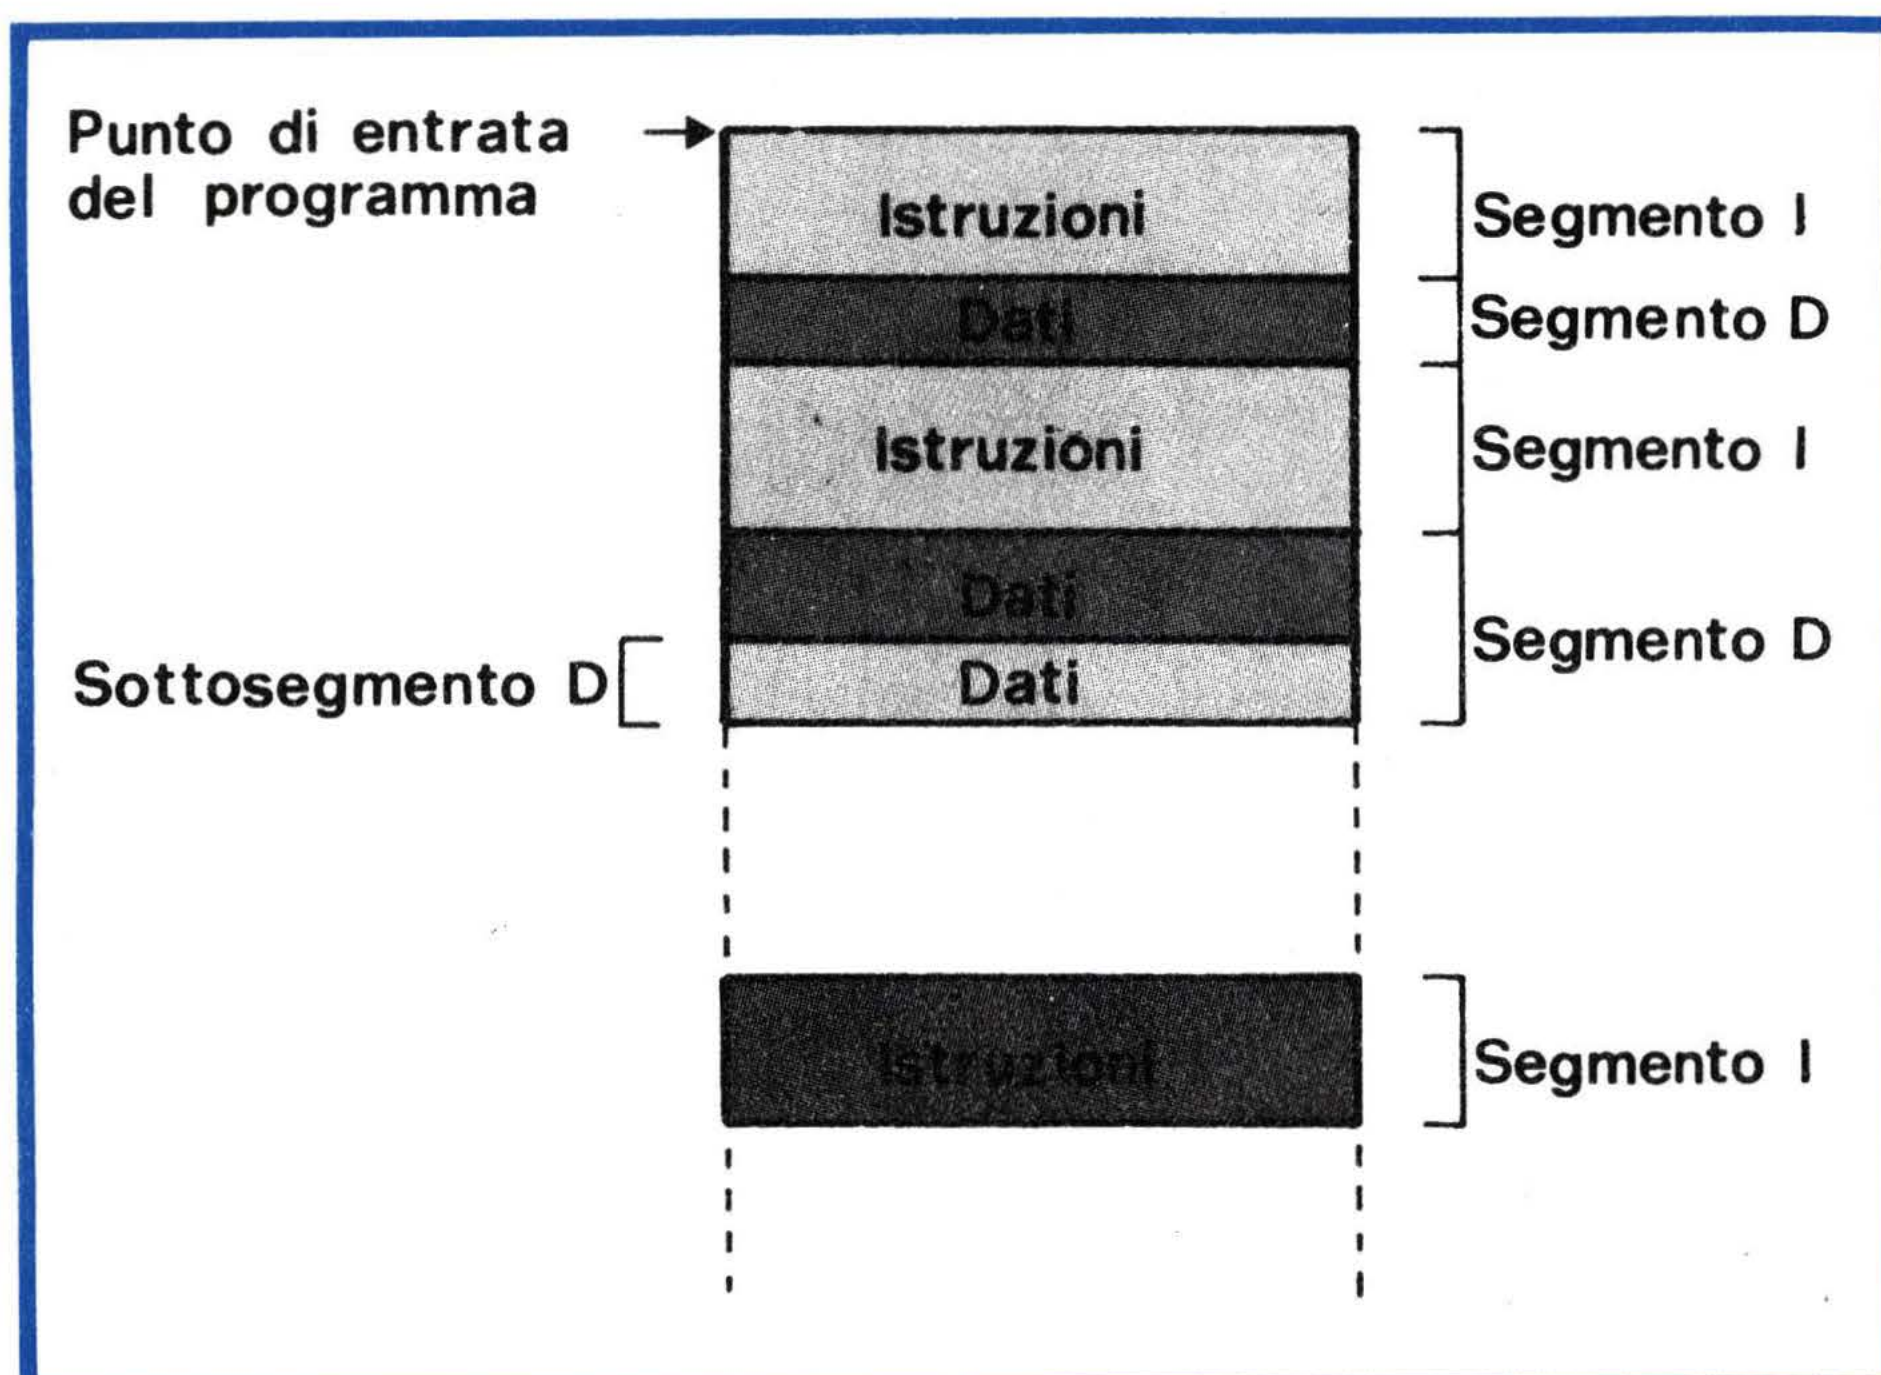 Punto di entrata
del programma
Istruzioni
Segmento I
Dati
Segmento D
Istruzioni
Segmento I
Dati
Segmento D
Sottosegmento D
Dati
Istruzioni
Segmento I